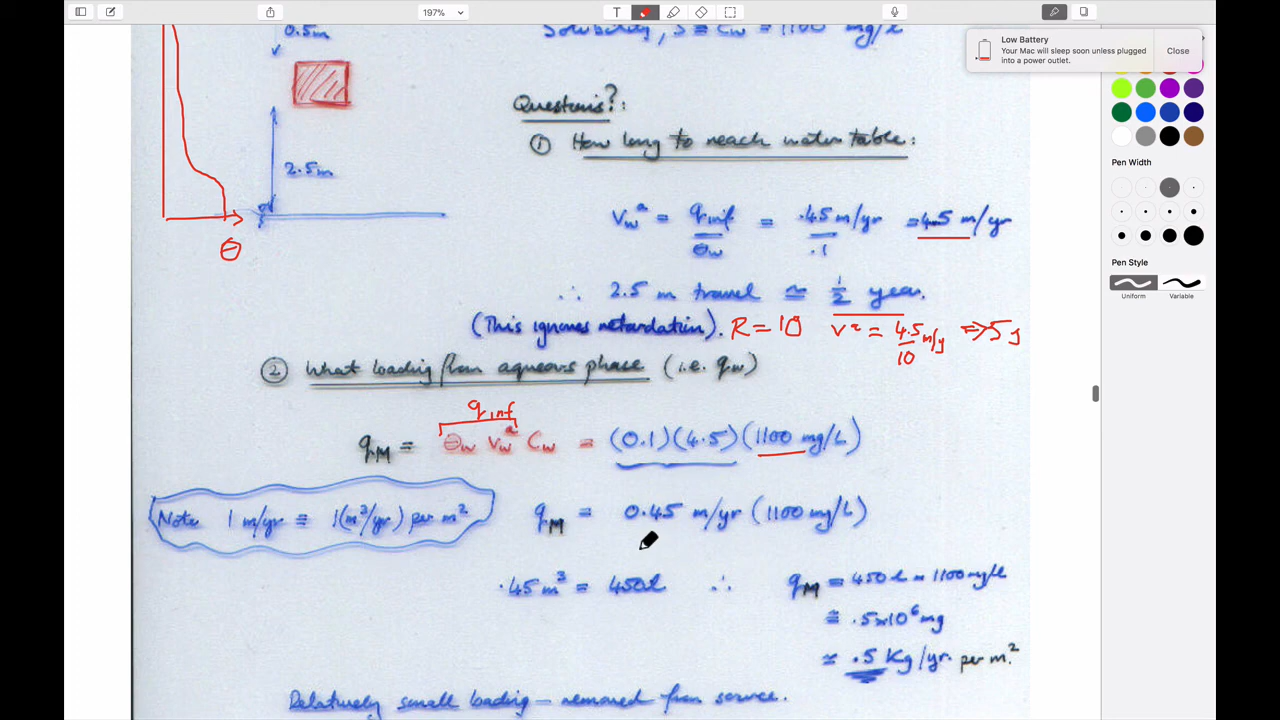 197%
T
Low Battery
Your Mac will sleep soon unless plugged
into a power outlet.
Close
0.5m
Solubility, S ≡ Cw = 1100 mg/L
Questions?:
① How long to reach water table:
2.5m
θ
Vw^a = q inf / θw = .45 m/yr / .1 = 4.5 m/yr
∴ 2.5 m travel ≅ 1/2 year.
(This ignores retardation). R = 10 v^a = 4.5 m/y / 10 => 5 y
② What loading from aqueous phase (i.e. qw)
q inf
qM = θw Vw^a Cw = (0.1)(4.5)(1100 mg/L)
Note 1 m/yr ≡ 1(m³/yr) per m²
qM = 0.45 m/yr (1100 mg/L)
.45 m³ = 450 l ∴ qM = 450 l × 1100 mg/l
≅ .5×10⁶ mg
≃ .5 Kg/yr. per m².
Relatively small loading – removed from source.
Pen Width
Pen Style
Uniform
Variable